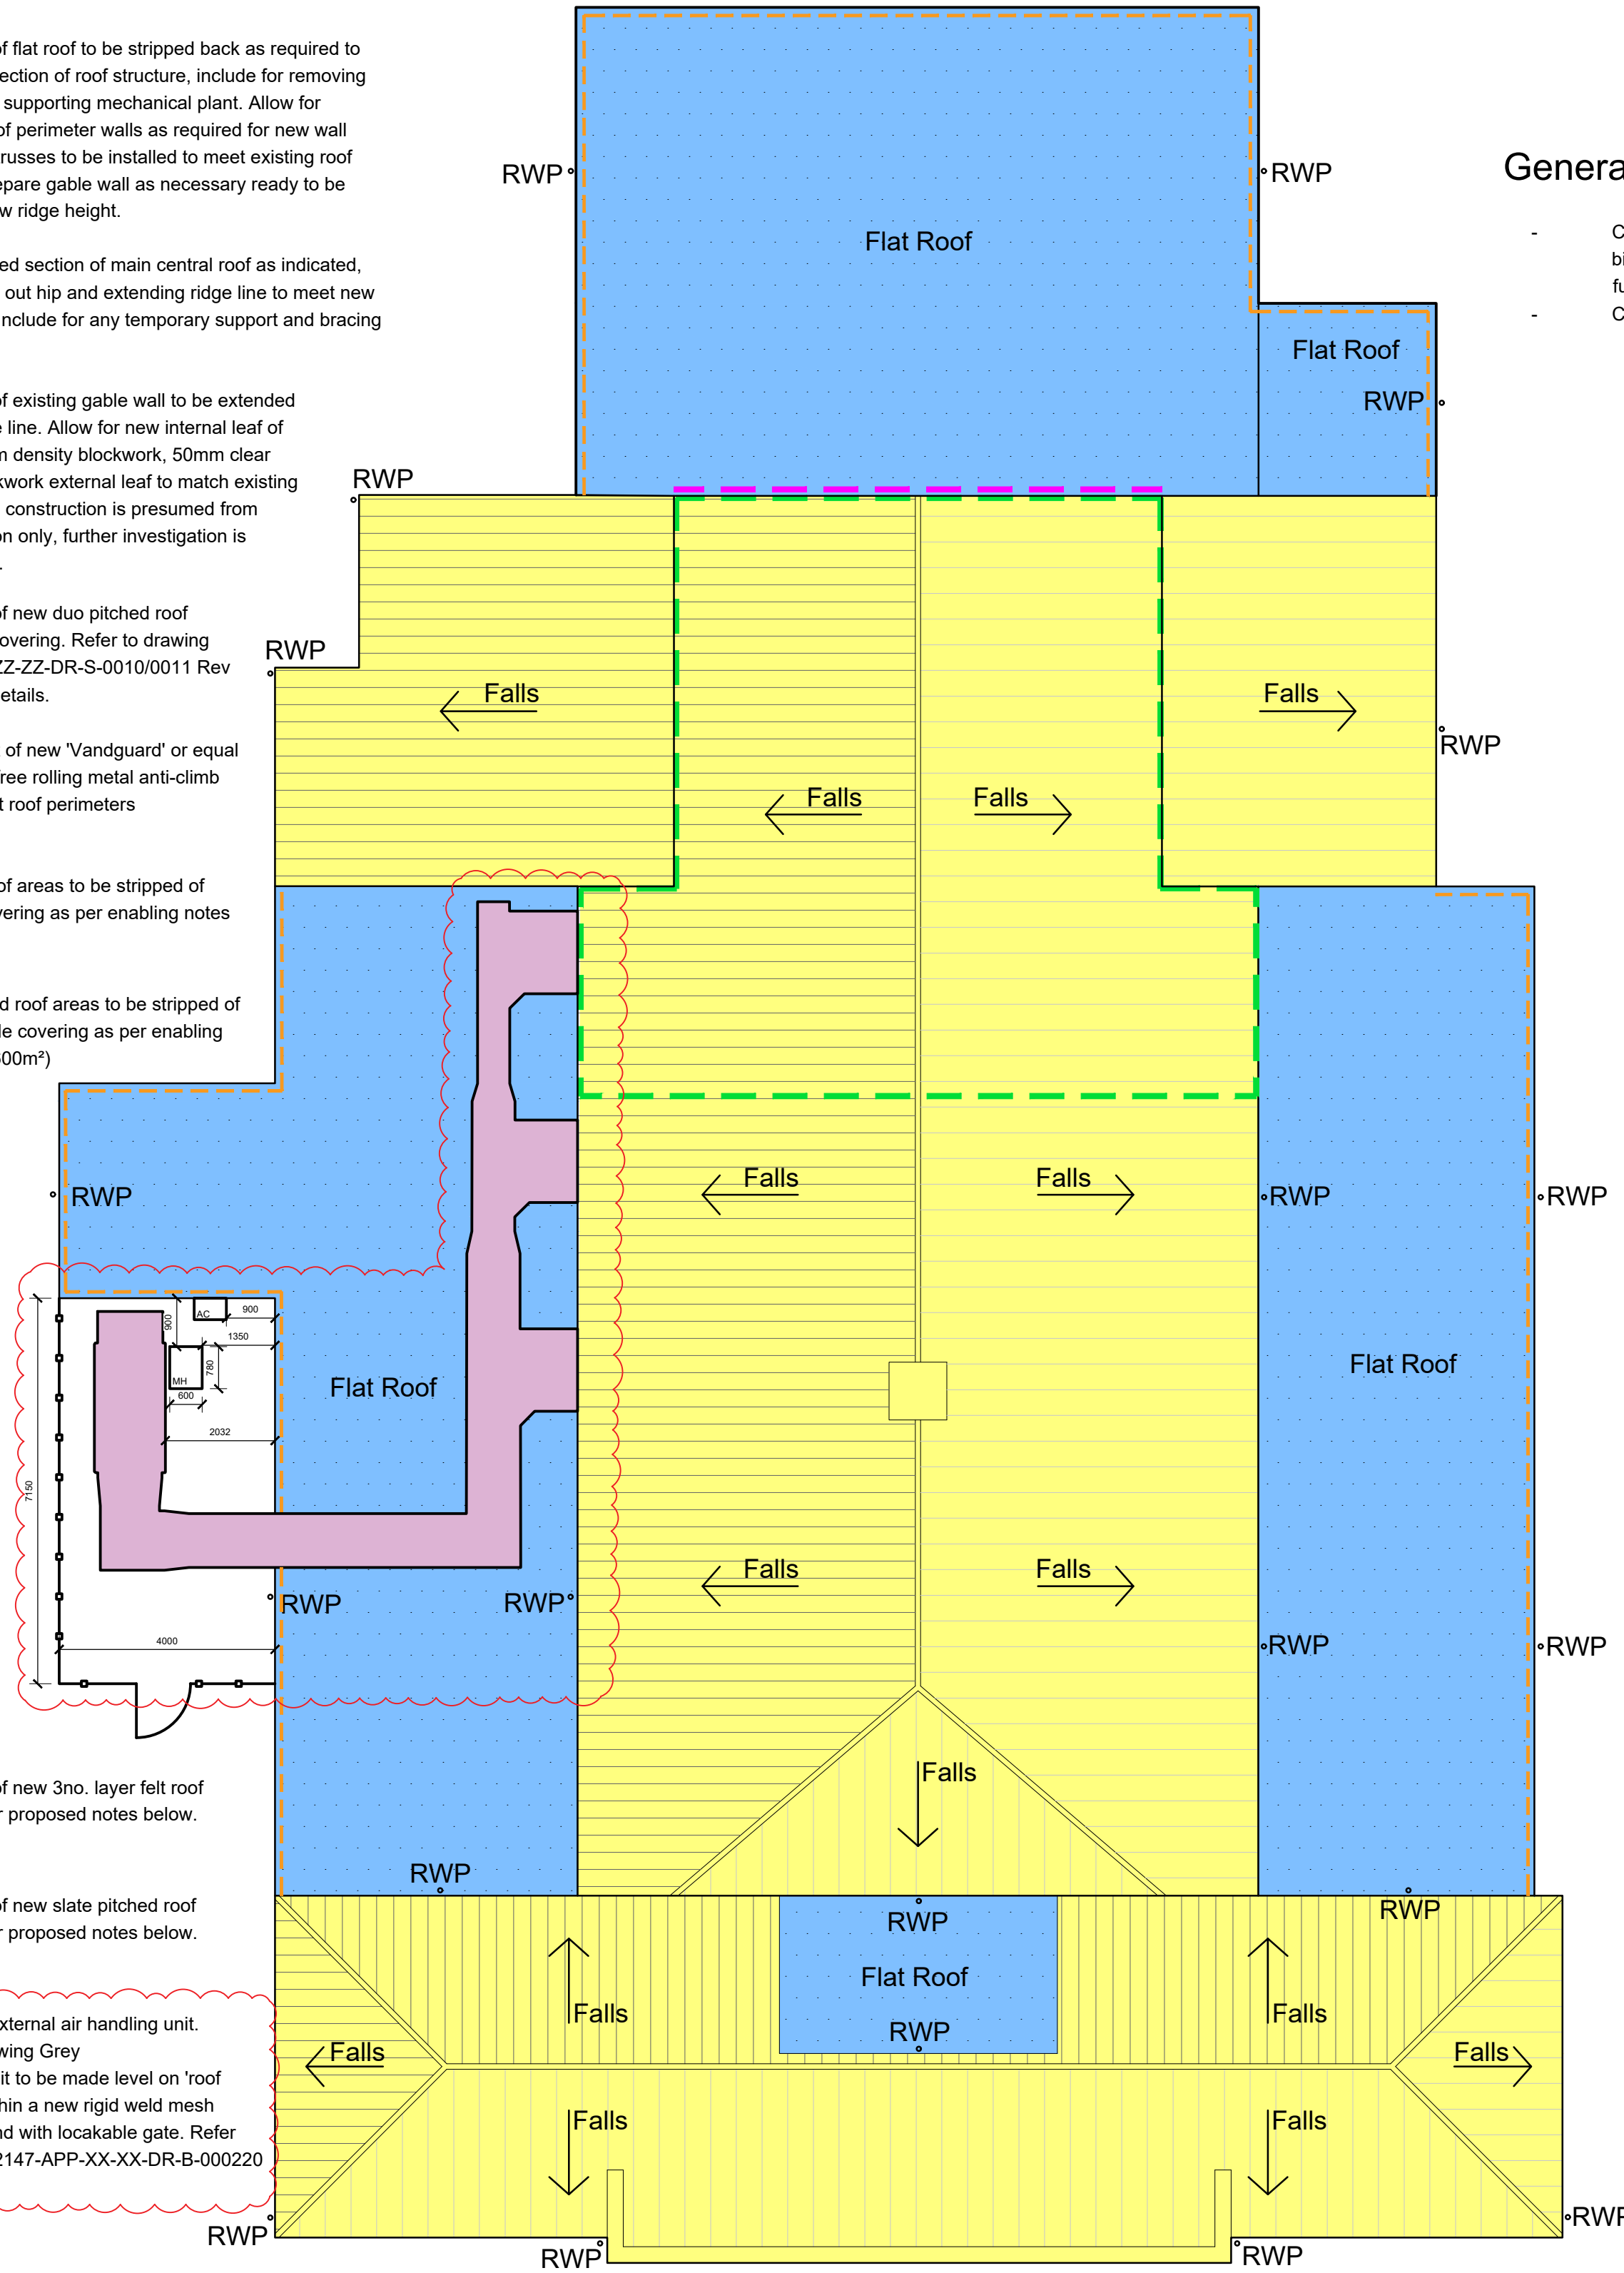 of flat roof to be stripped back as required to
ection of roof structure, include for removing
supporting mechanical plant. Allow for
of perimeter walls as required for new wall
russes to be installed to meet existing roof
epare gable wall as necessary ready to be
w ridge height.
ed section of main central roof as indicated,
out hip and extending ridge line to meet new
nclude for any temporary support and bracing
of existing gable wall to be extended
e line. Allow for new internal leaf of
m density blockwork, 50mm clear
kwork external leaf to match existing
construction is presumed from
on only, further investigation is
.
of new duo pitched roof
overing. Refer to drawing
ZZ-ZZ-DR-S-0010/0011 Rev
etails.
of new 'Vandguard' or equal
free rolling metal anti-climb
t roof perimeters
of areas to be stripped of
vering as per enabling notes
d roof areas to be stripped of
le covering as per enabling
600m²)
of new 3no. layer felt roof
r proposed notes below.
of new slate pitched roof
r proposed notes below.
xternal air handling unit.
wing Grey
it to be made level on 'roof
hin a new rigid weld mesh
nd with locakable gate. Refer
2147-APP-XX-XX-DR-B-000220
Genera
-
C
bi
fu
-
C
RWP
RWP
Flat Roof
Flat Roof
RWP
RWP
RWP
Falls
Falls
RWP
Falls
Falls
RWP
Falls
Falls
RWP
RWP
AC
900
900
1350
780
MH
600
2032
7150
4000
Flat Roof
Flat Roof
RWP
RWP
Falls
Falls
RWP
RWP
Falls
RWP
RWP
RWP
Flat Roof
RWP
Falls
Falls
Falls
Falls
Falls
Falls
RWP
RWP
RWP
RWP